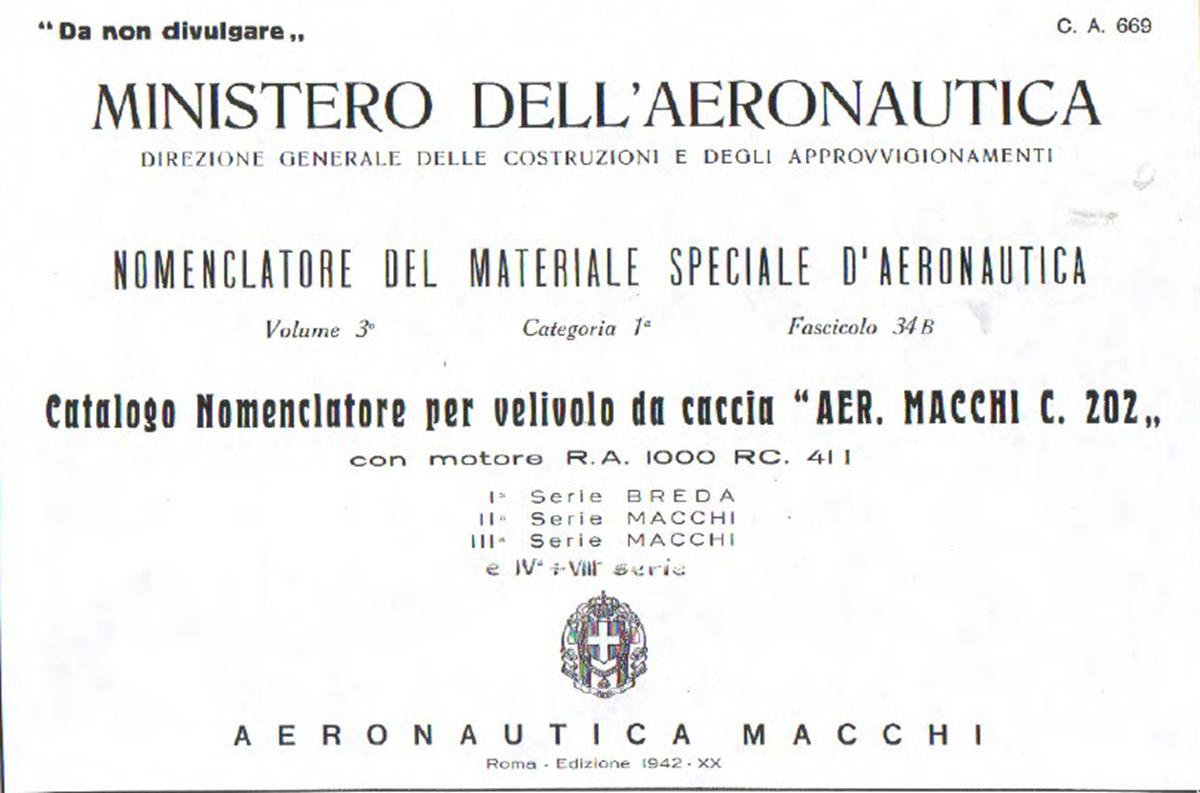 “Da non divulgare„
C. A. 669
MINISTERO DELL'AERONAUTICA
DIREZIONE GENERALE DELLE COSTRUZIONI E DEGLI APPROVVIGIONAMENTI
NOMENCLATORE DEL MATERIALE SPECIALE D'AERONAUTICA
Volume 3º Categoria 1ª Fascicolo 34 B
Catalogo Nomenclatore per velivolo da caccia “AER. MACCHI C. 202„
con motore R.A. 1000 RC. 41 I
Iª Serie BREDA
IIª Serie MACCHI
IIIª Serie MACCHI
e IVª ÷ VIIIª serie
AERONAUTICA MACCHI
Roma - Edizione 1942 - XX